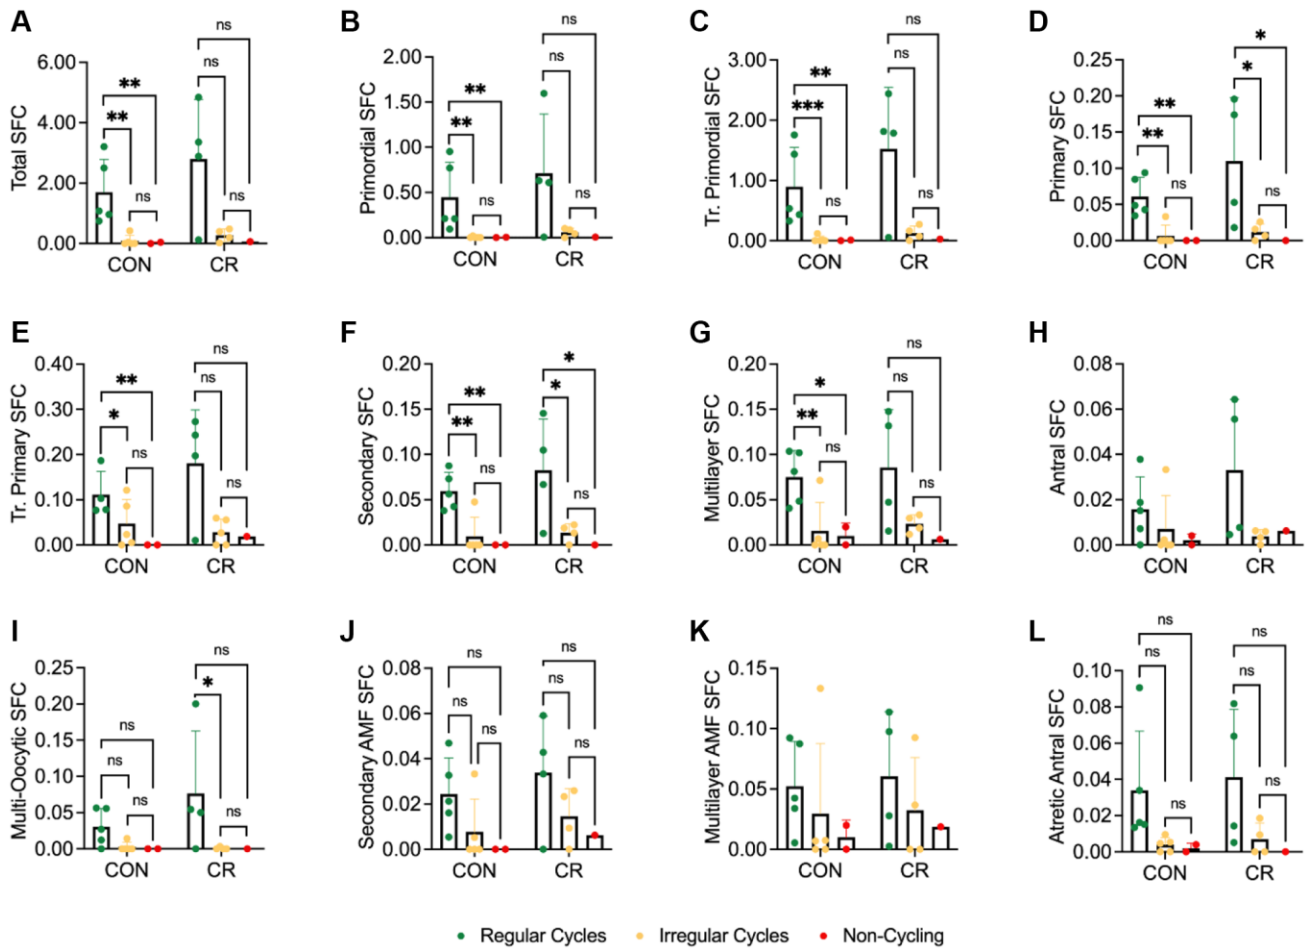 A
Total SFC
6.00
4.00
2.00
0.00
** ** ns
ns ns ns
CON CR
B
Primordial SFC
2.00
1.50
1.00
0.50
0.00
** ** ns
ns ns ns
CON CR
C
Tr. Primordial SFC
3.00
2.00
1.00
0.00
** *** ns
ns ns ns
CON CR
D
Primary SFC
0.25
0.20
0.15
0.10
0.05
0.00
** ** ns
* * ns
CON CR
E
Tr. Primary SFC
0.40
0.30
0.20
0.10
0.00
** * ns
ns ns ns
CON CR
F
Secondary SFC
0.20
0.15
0.10
0.05
0.00
** ** ns
* * ns
CON CR
G
Multilayer SFC
0.20
0.15
0.10
0.05
0.00
* ** ns
ns ns ns
CON CR
H
Antral SFC
0.08
0.06
0.04
0.02
0.00
CON CR
I
Multi-Oocytic SFC
0.25
0.20
0.15
0.10
0.05
0.00
ns ns ns
ns * ns
CON CR
J
Secondary AMF SFC
0.08
0.06
0.04
0.02
0.00
ns ns ns
ns ns ns
CON CR
K
Multilayer AMF SFC
0.15
0.10
0.05
0.00
CON CR
L
Atretic Antral SFC
0.10
0.08
0.06
0.04
0.02
0.00
ns ns ns
ns ns ns
CON CR
Regular Cycles Irregular Cycles Non-Cycling